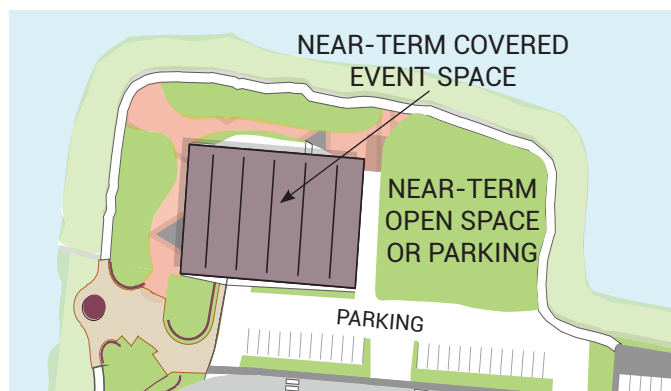 NEAR-TERM COVERED
EVENT SPACE
NEAR-TERM
OPEN SPACE
OR PARKING
PARKING